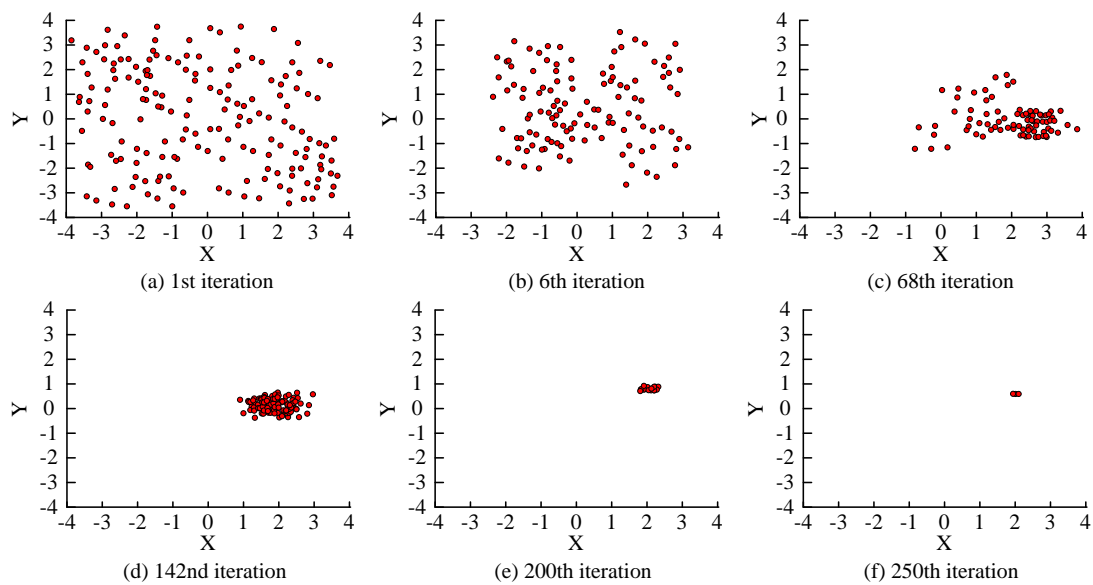 4 4 4
3 3 3
2 2 2
1 1 1
Y 0 Y 0 Y 0
-1 -1 -1
-2 -2 -2
-3 -3 -3
-4 -4 -4
-4 -3 -2 -1 0 1 2 3 4 -4 -3 -2 -1 0 1 2 3 4 -4 -3 -2 -1 0 1 2 3 4
X X X
(a) 1st iteration (b) 6th iteration (c) 68th iteration
4 4 4
3 3 3
2 2 2
1 1 1
Y 0 Y 0 Y 0
-1 -1 -1
-2 -2 -2
-3 -3 -3
-4 -4 -4
-4 -3 -2 -1 0 1 2 3 4 -4 -3 -2 -1 0 1 2 3 4 -4 -3 -2 -1 0 1 2 3 4
X X X
(d) 142nd iteration (e) 200th iteration (f) 250th iteration